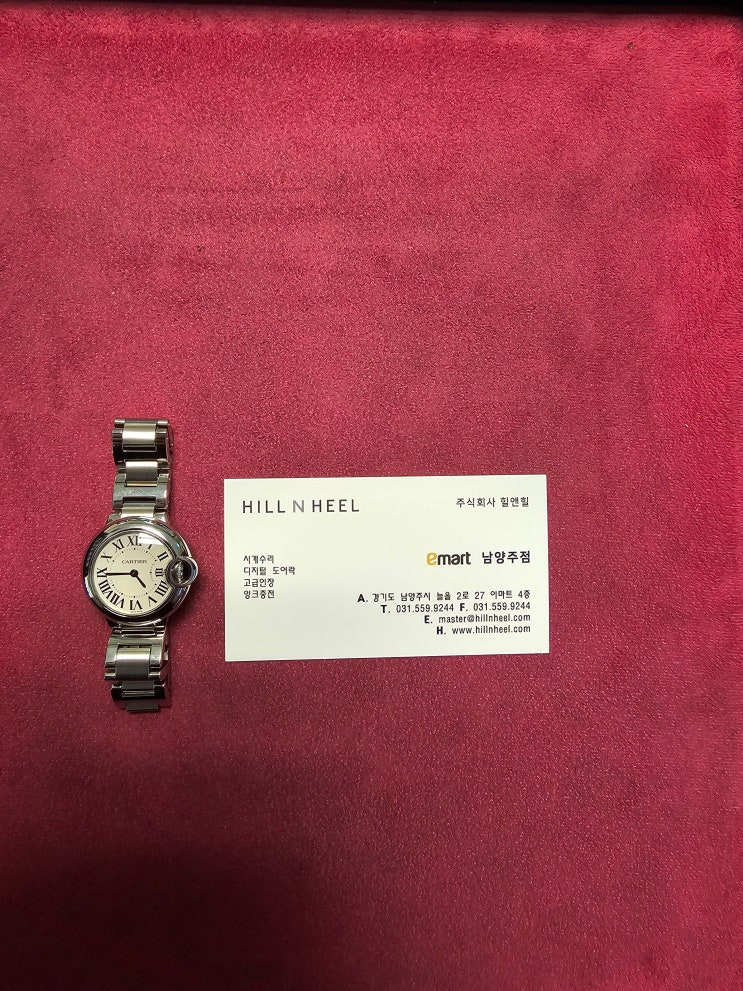 HILL N HEEL
주식회사 힐앤힐
시계수리
디지털 도어락
고급인장
잉크충전
emart 남양주점
A. 경기도 남양주시 늘을 2로 27 이마트 4층
T. 031.559.9244 F. 031.559.9244
E. master@hillnheel.com
H. www.hillnheel.com
XII
CARTIER